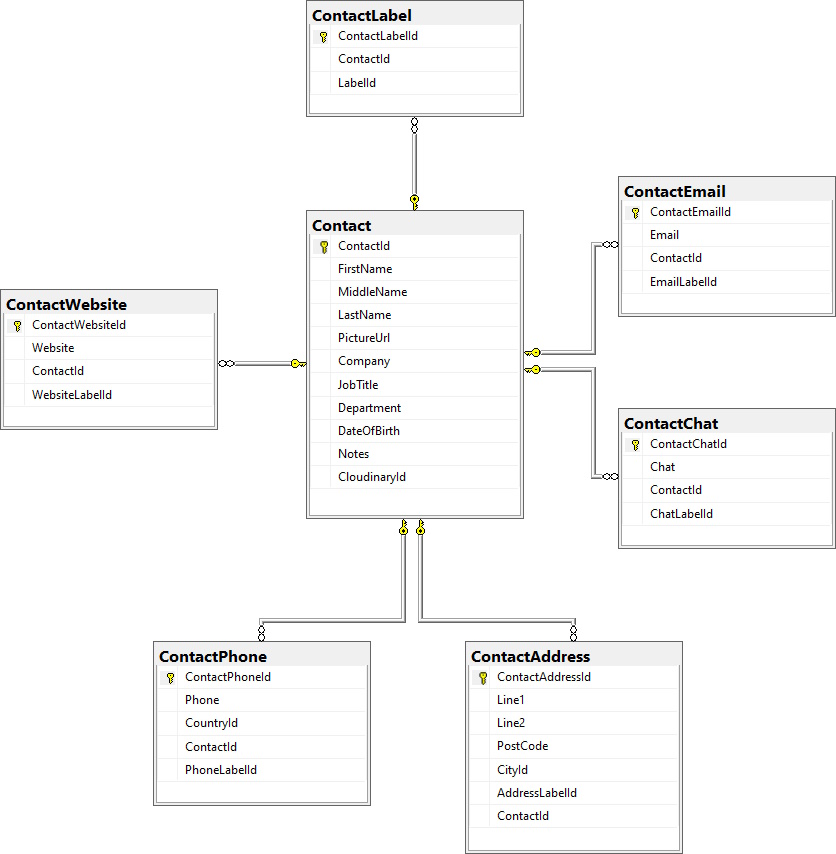 ContactLabel
ContactLabelId
ContactId
LabelId
Contact
ContactId
FirstName
MiddleName
LastName
PictureUrl
Company
JobTitle
Department
DateOfBirth
Notes
CloudinaryId
ContactEmail
ContactEmailId
Email
ContactId
EmailLabelId
ContactWebsite
ContactWebsiteId
Website
ContactId
WebsiteLabelId
ContactChat
ContactChatId
Chat
ContactId
ChatLabelId
ContactPhone
ContactPhoneId
Phone
CountryId
ContactId
PhoneLabelId
ContactAddress
ContactAddressId
Line1
Line2
PostCode
CityId
AddressLabelId
ContactId